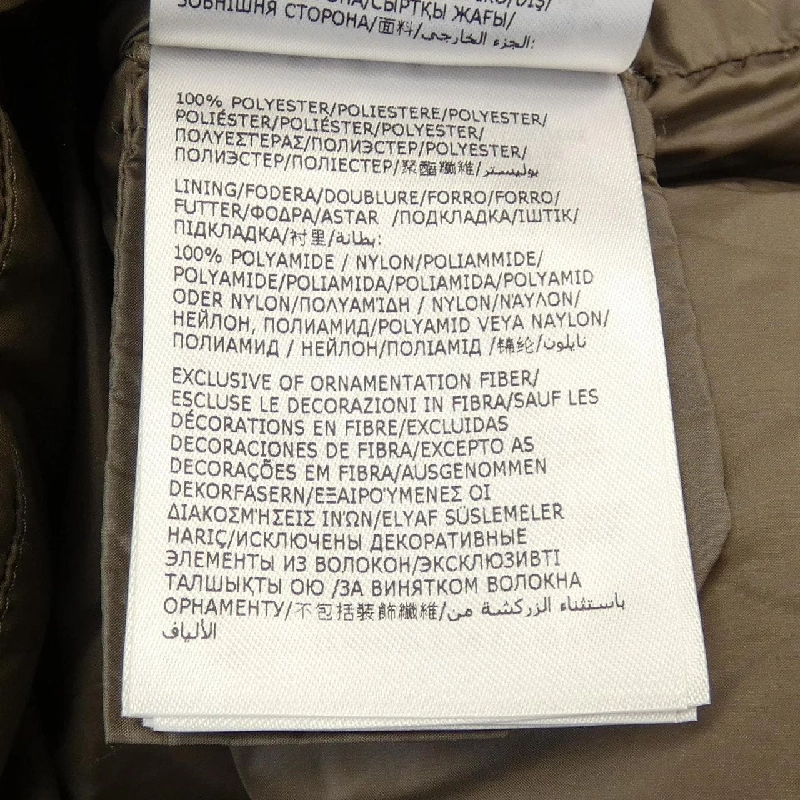 СЫРТҚЫ ЖАҒЫ/
ЗОВНІШНЯ СТОРОНА/面料/الجزء الخارجي:
100% POLYESTER/POLIESTERE/POLYESTER/
POLIÉSTER/POLIÉSTER/POLYESTER/
ΠΟΛΥΕΣΤΕΡΑΣ/ПОЛИЭСТЕР/POLYESTER/
ПОЛИЭСТЕР/ПОЛІЕСТЕР/聚酯纖維/بوليستر
LINING/FODERA/DOUBLURE/FORRO/FORRO/
FUTTER/ΦΟΔΡΑ/ASTAR /ПОДКЛАДКА/ІШТІК/
ПІДКЛАДКА/衬里/بطانة:
100% POLYAMIDE / NYLON/POLIAMMIDE/
POLYAMIDE/POLIAMIDA/POLIAMIDA/POLYAMID
ODER NYLON/ΠΟΛΥΑΜΊΔΗ / NYLON/ΝΆΥΛΟΝ/
НЕЙЛОН, ПОЛИАМИД/POLYAMID VEYA NAYLON/
ПОЛИАМИД / НЕЙЛОН/ПОЛІАМІД /锦纶/نايلون
EXCLUSIVE OF ORNAMENTATION FIBER/
ESCLUSE LE DECORAZIONI IN FIBRA/SAUF LES
DÉCORATIONS EN FIBRE/EXCLUIDAS
DECORACIONES DE FIBRA/EXCEPTO AS
DECORAÇÕES EM FIBRA/AUSGENOMMEN
DEKORFASERN/ΕΞΑΙΡΟΎΜΕΝΕΣ ΟΙ
ΔΙΑΚΟΣΜΉΣΕΙΣ ΙΝΏΝ/ELYAF SÜSLEMELER
HARIÇ/ИСКЛЮЧЕНЫ ДЕКОРАТИВНЫЕ
ЭЛЕМЕНТЫ ИЗ ВОЛОКОН/ЭКСКЛЮЗИВТІ
ТАЛШЫҚТЫ ОЮ /ЗА ВИНЯТКОМ ВОЛОКНА
ОРНАМЕНТУ/不包括裝飾纖維/باستثناء الزركشة من
الألياف